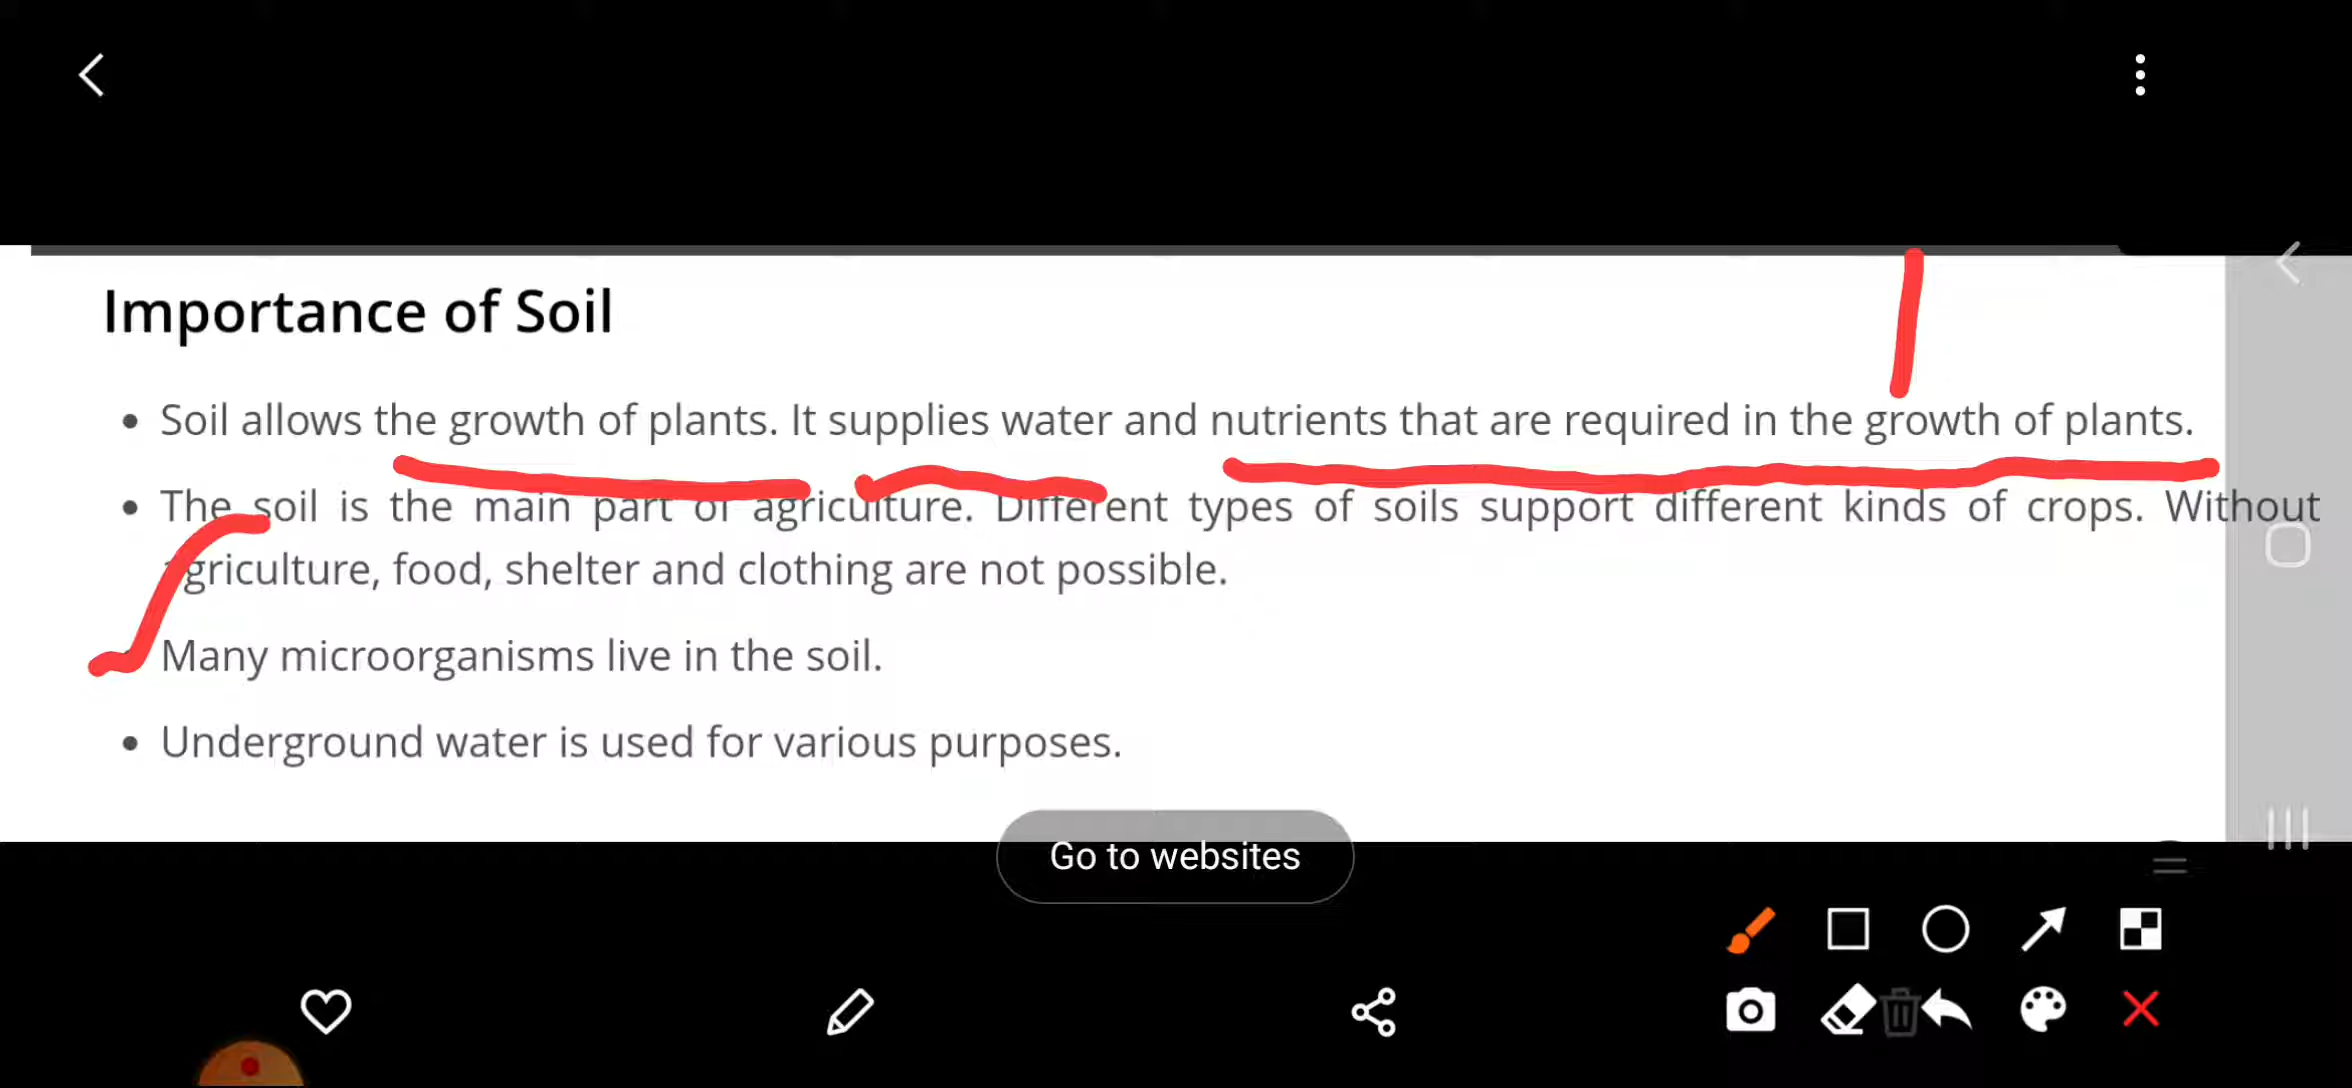 Importance of Soil
• Soil allows the growth of plants. It supplies water and nutrients that are required in the growth of plants.
• The soil is the main part of agriculture. Different types of soils support different kinds of crops. Without
agriculture, food, shelter and clothing are not possible.
Many microorganisms live in the soil.
• Underground water is used for various purposes.
Go to websites